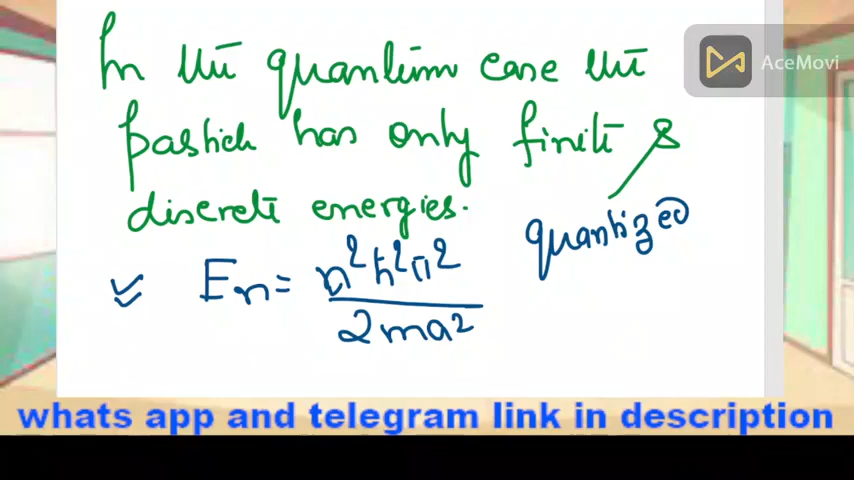 In the quantum case the
particle has only finite &
discrete energies.
quantized
Eₙ = n²ħ²π²
2ma²
AceMovi
whats app and telegram link in description